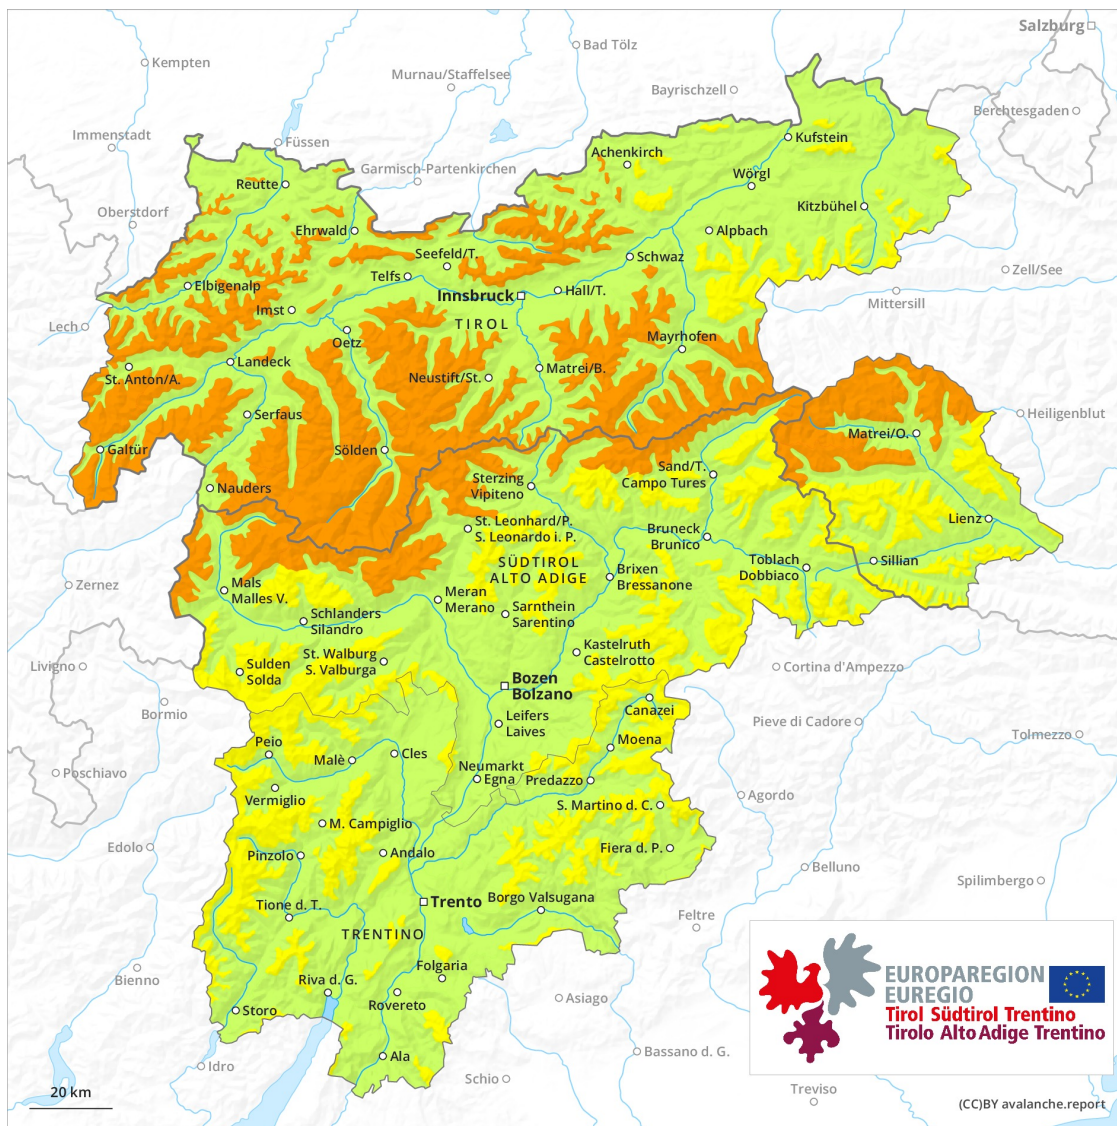 Salzburg
Bad Tölz
Kempten
Murnau/Staffelsee
Bayrischzell
Berchtesgaden
Immenstadt
Füssen
Kufstein
Achenkirch
Garmisch-Partenkirchen
Wörgl
Reutte
Oberstdorf
Kitzbühel
Ehrwald
Alpbach
Seefeld/T.
Schwaz
Telfs
Zell/See
Elbigenalp
Innsbruck
Hall/T.
Mittersill
Imst
TIROL
Lech
Oetz
Mayrhofen
Landeck
Matrei/B.
St. Anton/A.
Neustift/St.
Serfaus
Heiligenblut
Matrei/O.
Galtür
Sölden
Sand/T.
Campo Tures
Sterzing
Vipiteno
Nauders
St. Leonhard/P.
S. Leonardo i. P.
Lienz
Bruneck
Brunico
SÜDTIROL
ALTO ADIGE
Toblach
Dobbiaco
Sillian
Brixen
Bressanone
Zernez
Mals
Malles V.
Meran
Merano
Schlanders
Silandro
Sarnthein
Sarentino
Kastelruth
Castelrotto
St. Walburg
S. Valburga
Livigno
Sulden
Solda
Cortina d'Ampezzo
Bozen
Bolzano
Canazei
Bormio
Leifers
Laives
Pieve di Cadore
Tolmezzo
Peio
Moena
Cles
Malè
Poschiavo
Neumarkt
Egna
Predazzo
Vermiglio
Agordo
S. Martino d. C.
M. Campiglio
Edolo
Pinzolo
Andalo
Fiera d. P.
Belluno
Spilimbergo
Trento
Borgo Valsugana
Tione d. T.
Feltre
TRENTINO
Folgaria
Bienno
Riva d. G.
EUROPAREGION
EUREGIO
Tirol Südtirol Trentino
Tirolo Alto Adige Trentino
Asiago
Rovereto
Storo
Ala
Bassano d. G.
Idro
Schio
Treviso
20 km
(CC)BY avalanche.report